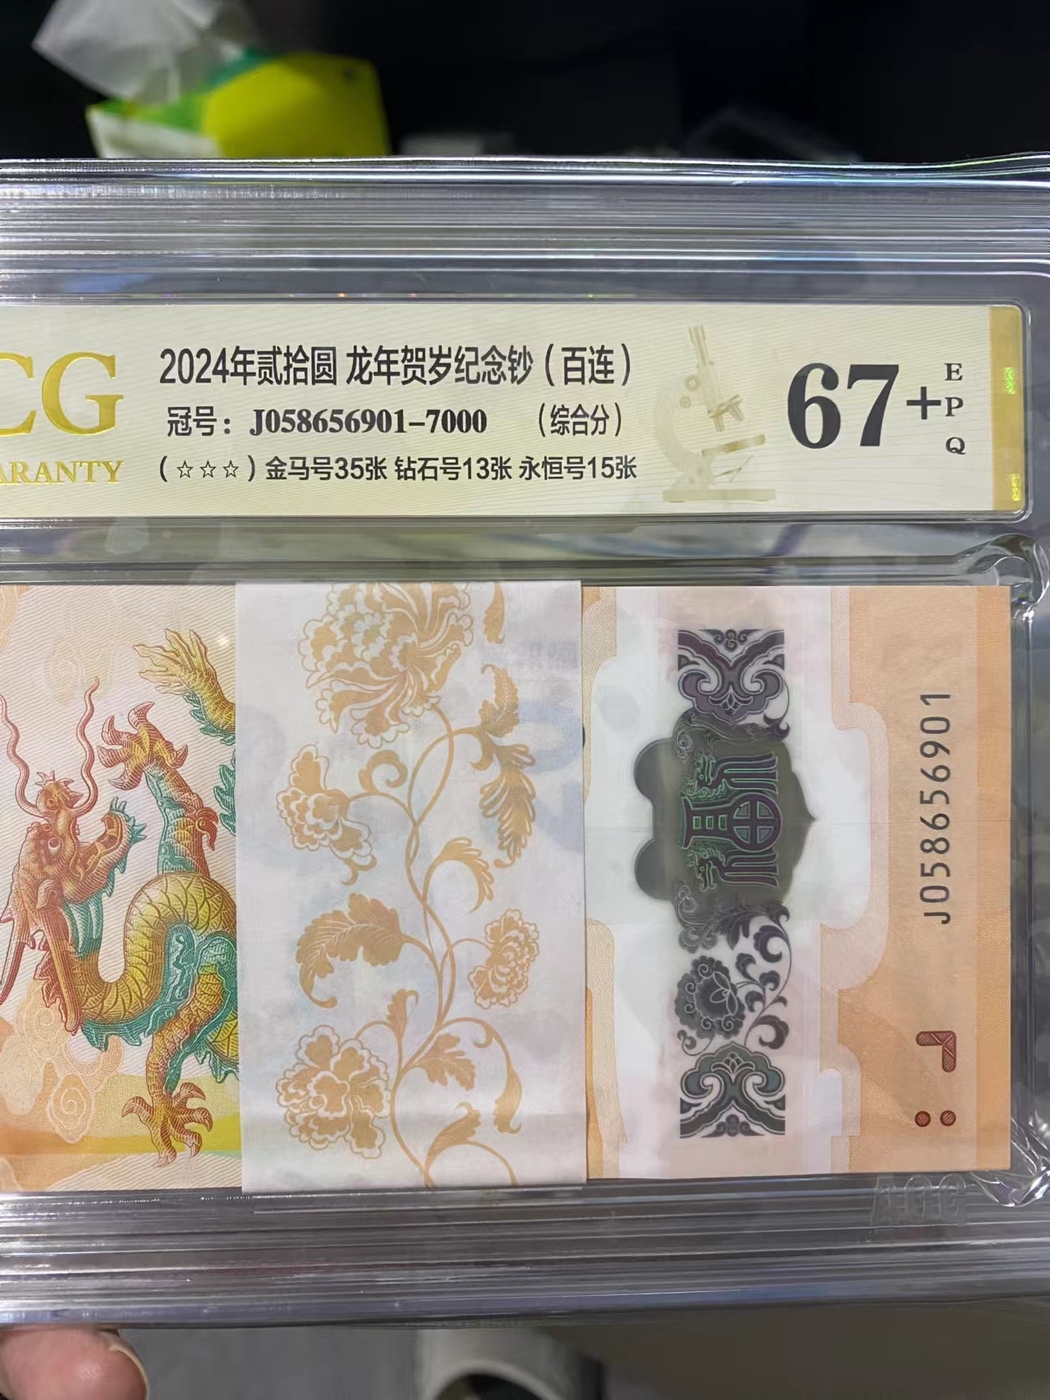 CG
ARANTY
2024年贰拾圆 龙年贺岁纪念钞（百连）
冠号：J058656901-7000 （综合分）
（☆☆☆）金马号35张 钻石号13张 永恒号15张
67+
EPQ
J058656901
福